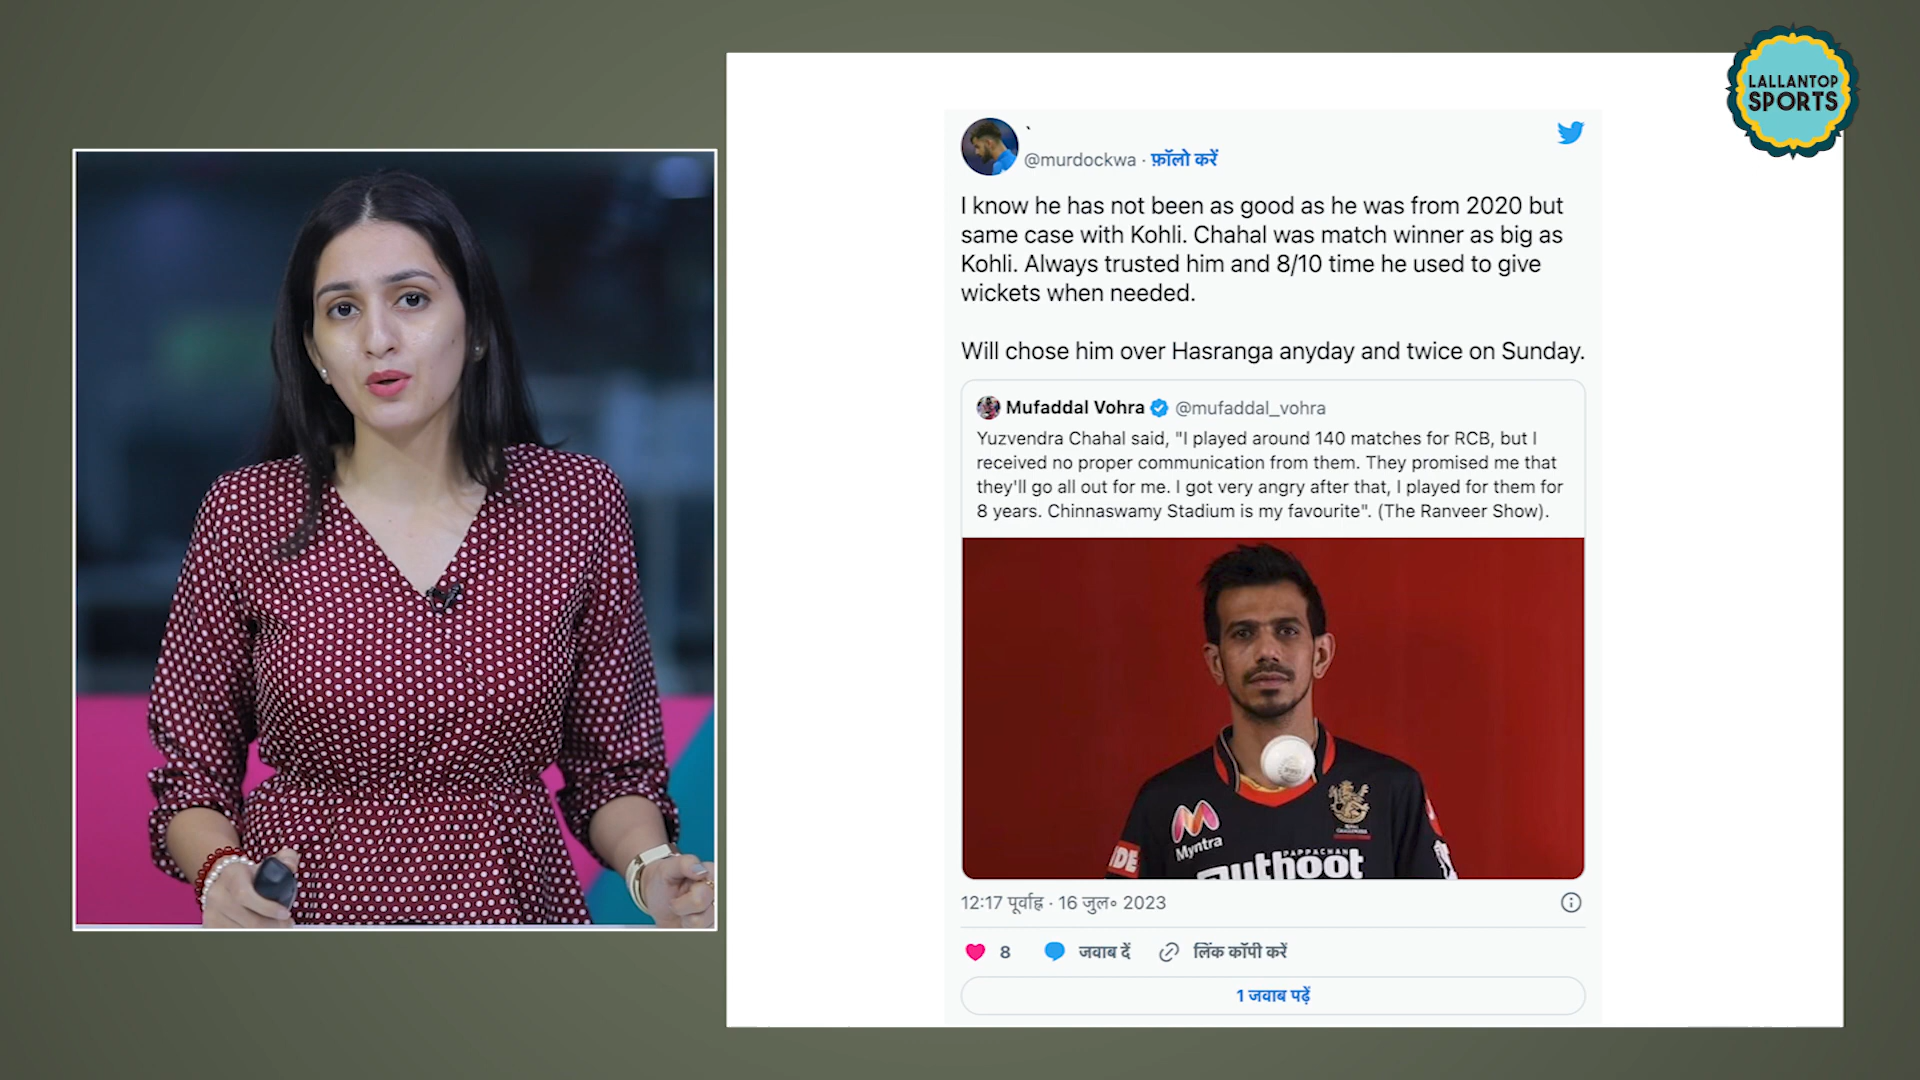 LALLANTOP
SPORTS
`
@murdockwa · फ़ॉलो करें
I know he has not been as good as he was from 2020 but
same case with Kohli. Chahal was match winner as big as
Kohli. Always trusted him and 8/10 time he used to give
wickets when needed.
Will chose him over Hasranga anyday and twice on Sunday.
Mufaddal Vohra @mufaddal_vohra
Yuzvendra Chahal said, "I played around 140 matches for RCB, but I
received no proper communication from them. They promised me that
they'll go all out for me. I got very angry after that, I played for them for
8 years. Chinnaswamy Stadium is my favourite". (The Ranveer Show).
Myntra
PAPPACHAN
uthoot
12:17 पूर्वाह्न · 16 जुल॰ 2023
8 जवाब दें लिंक कॉपी करें
1 जवाब पढ़ें